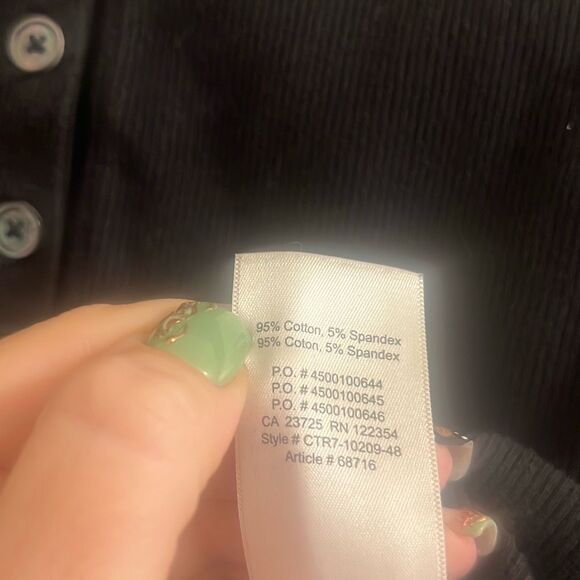 95% Cotton, 5% Spandex
95% Coton, 5% Spandex
P.O. # 4500100644
P.O. # 4500100645
P.O. # 4500100646
CA 23725 RN 122354
Style # CTR7-10209-48
Article # 68716